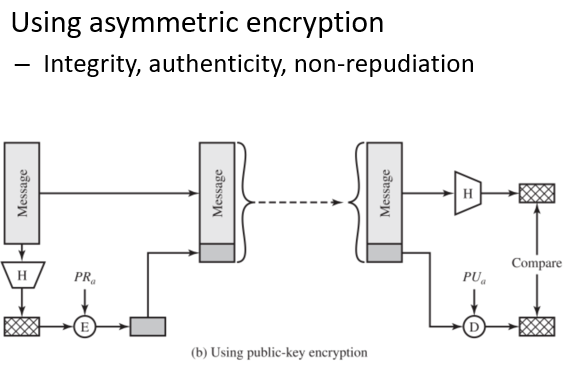 Using asymmetric encryption
– Integrity, authenticity, non-repudiation
Message
Message
Message
H
Compare
H
PRa
PUa
E
D
(b) Using public-key encryption